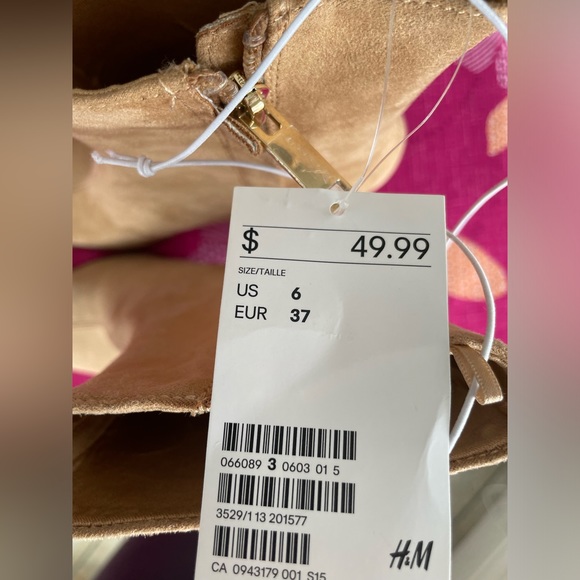 $ 49.99
SIZE/TAILLE
US 6
EUR 37
066089 3 0603 01 5
3529/1 13 201577
H&M
CA 0943179 001 S15